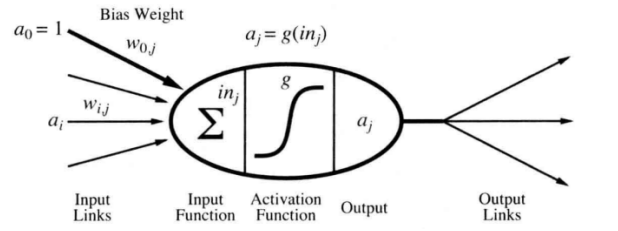 Bias Weight
a₀ = 1
w₀,ⱼ
aⱼ = g(inⱼ)
inⱼ
g
wᵢ,ⱼ
aᵢ
Σ
aⱼ
Input
Links
Input
Function
Activation
Function
Output
Output
Links